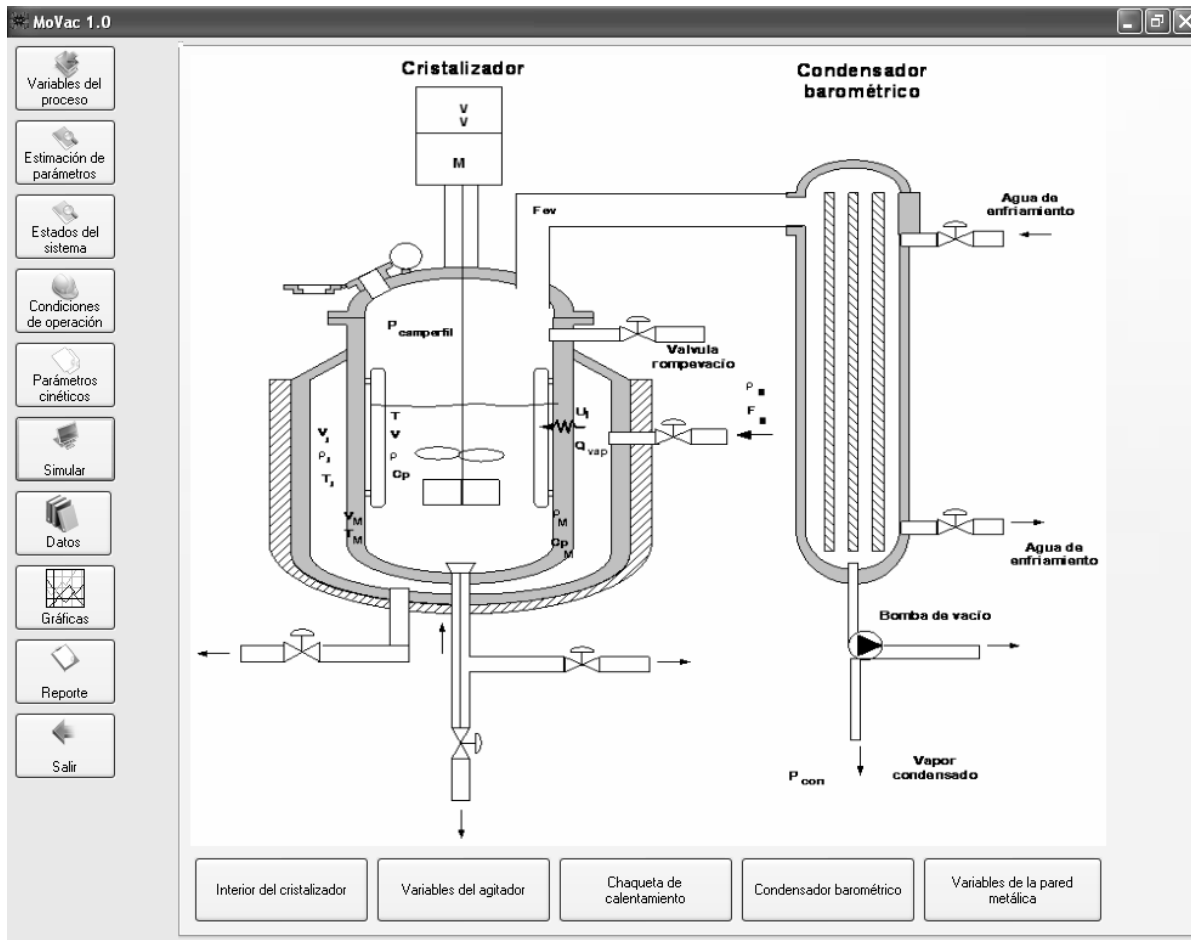 MoVac 1.0
Variables del
proceso
Estimación de
parámetros
Estados del
sistema
Condiciones
de operación
Parámetros
cinéticos
Simular
Datos
Gráficas
Reporte
Salir
Cristalizador
Condensador
barométrico
V
V
M
Fev
Agua de
enfriamiento
P camperfil
Valvula
rompevacio
T
V
ρ
Cp
U
Q vap
ρ
F
V J
ρ J
T J
V M
T M
ρ M
Cp M
Agua de
enfriamiento
Bomba de vacío
Vapor
condensado
P con
Interior del cristalizador
Variables del agitador
Chaqueta de
calentamiento
Condensador barométrico
Variables de la pared
metálica